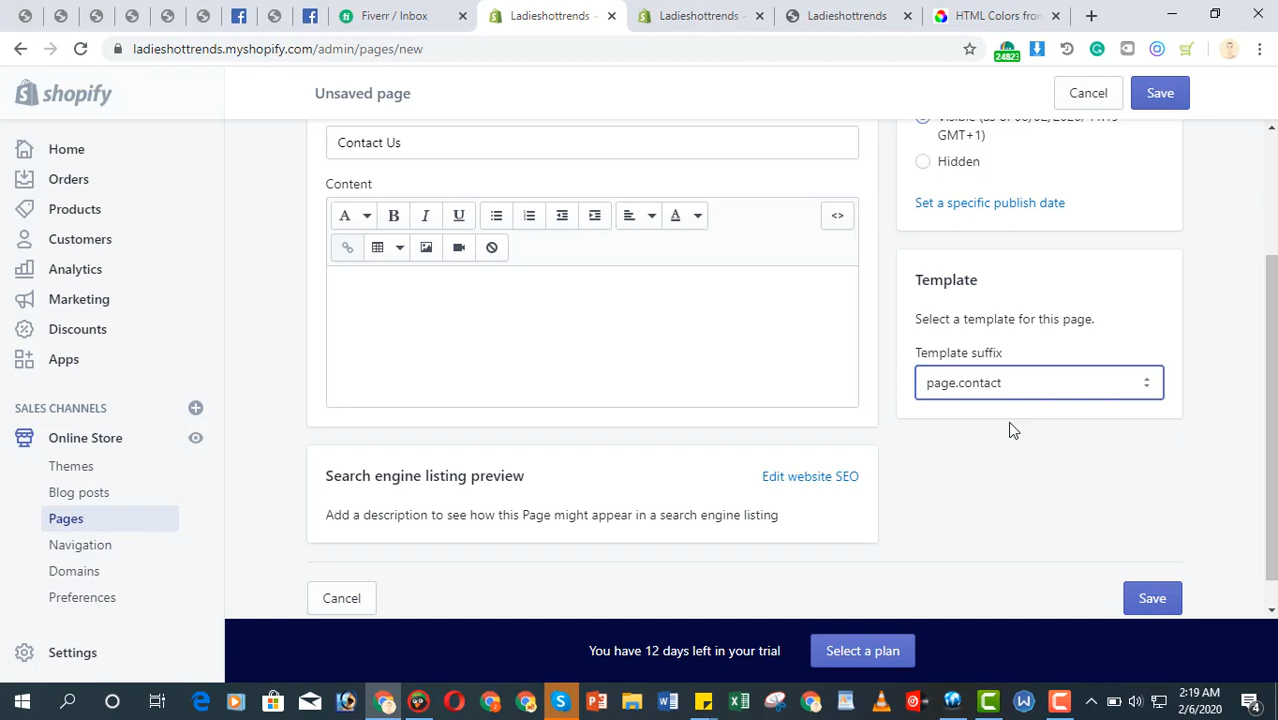 Fiverr / Inbox
Ladieshottrends -
Ladieshottrends -
Ladieshottrends
HTML Colors from
ladieshottrends.myshopify.com/admin/pages/new
24823
shopify
Unsaved page
Cancel
Save
Home
Orders
Products
Customers
Analytics
Marketing
Discounts
Apps
SALES CHANNELS
Online Store
Themes
Blog posts
Pages
Navigation
Domains
Preferences
Settings
Contact Us
Content
A
B
I
U
A
<>
GMT+1)
Hidden
Set a specific publish date
Template
Select a template for this page.
Template suffix
page.contact
Search engine listing preview
Edit website SEO
Add a description to see how this Page might appear in a search engine listing
Cancel
Save
You have 12 days left in your trial
Select a plan
2:19 AM
2/6/2020
4